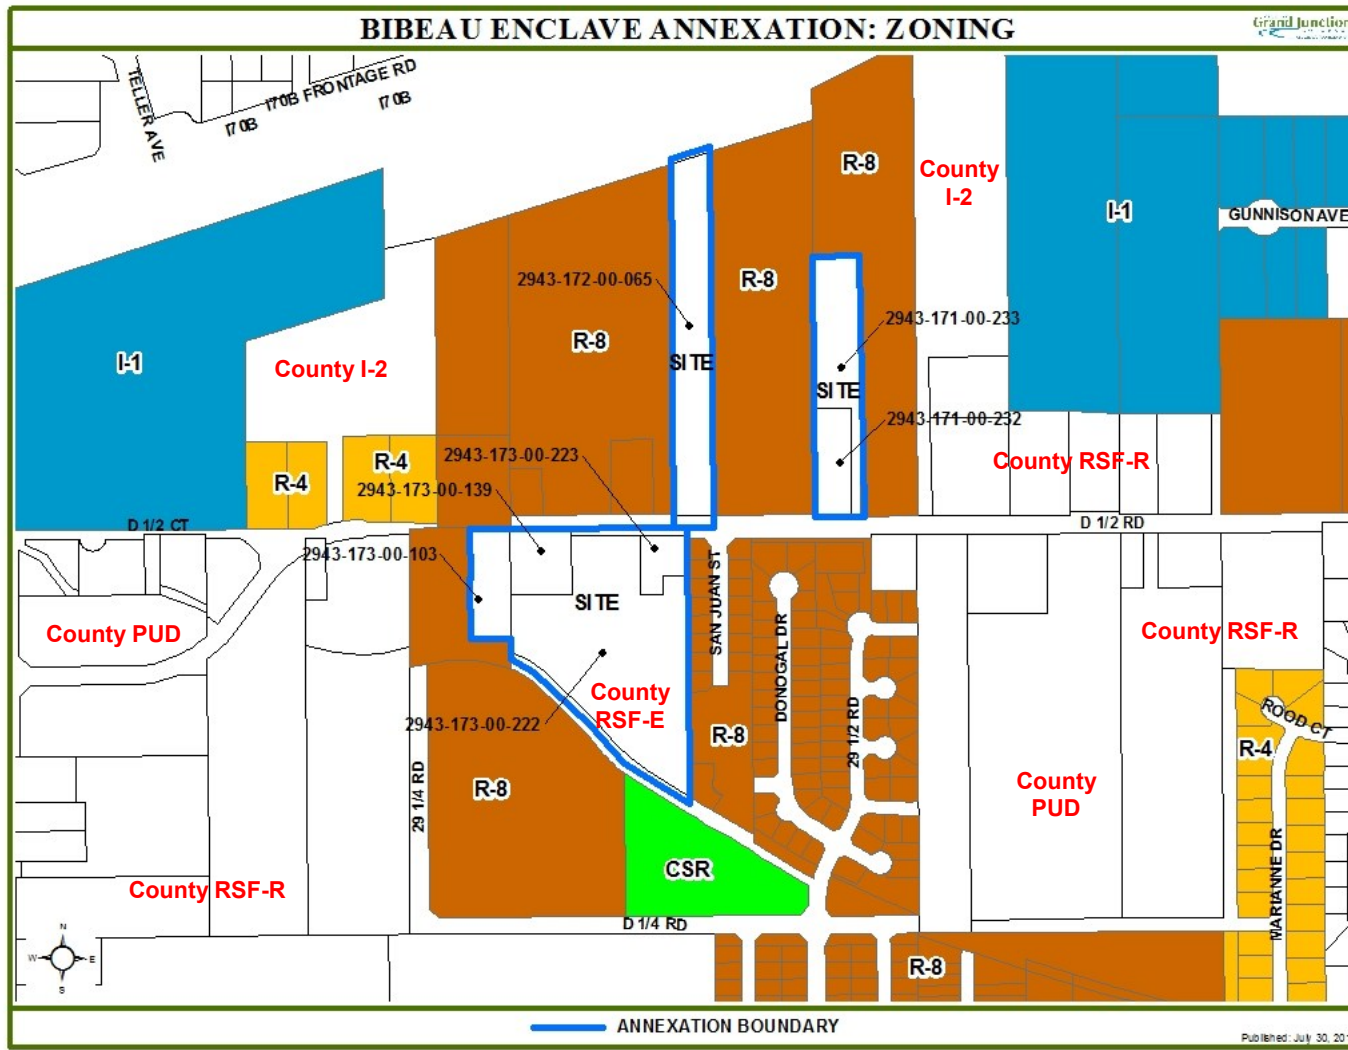 BIBEAU ENCLAVE ANNEXATION: ZONING
Grand Junction
TELLER AVE
I70B FRONTAGE RD
I70B
I70B
R-8
County
I-2
I-1
GUNNISON AVE
2943-172-00-065
R-8
2943-171-00-233
R-8
I-1
County I-2
SITE
SITE
2943-171-00-232
2943-173-00-223
R-4
R-4
County RSF-R
2943-173-00-139
D 1/2 CT
D 1/2 RD
2943-173-00-103
SITE
SAN JUAN ST
County PUD
County RSF-R
DONOGAL DR
County
RSF-E
29 1/2 RD
2943-173-00-222
ROOD CT
R-8
R-4
R-8
29 1/4 RD
County
PUD
CSR
County RSF-R
MARIANNE DR
D 1/4 RD
N
W
E
S
R-8
ANNEXATION BOUNDARY
Published: July 30, 201